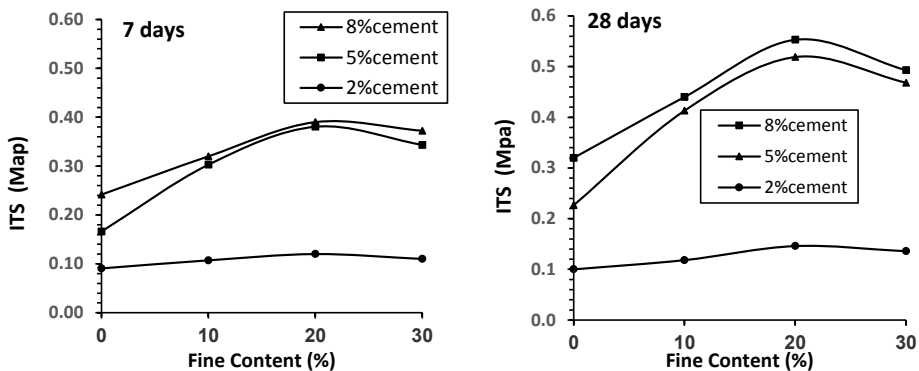 7 days
8%cement
5%cement
2%cement
0.60
0.50
0.40
0.30
0.20
0.10
0.00
ITS (Map)
0 10 20 30
Fine Content (%)
28 days
8%cement
5%cement
2%cement
0.6
0.5
0.4
0.3
0.2
0.1
0.0
ITS (Mpa)
0 10 20 30
Fine Content (%)